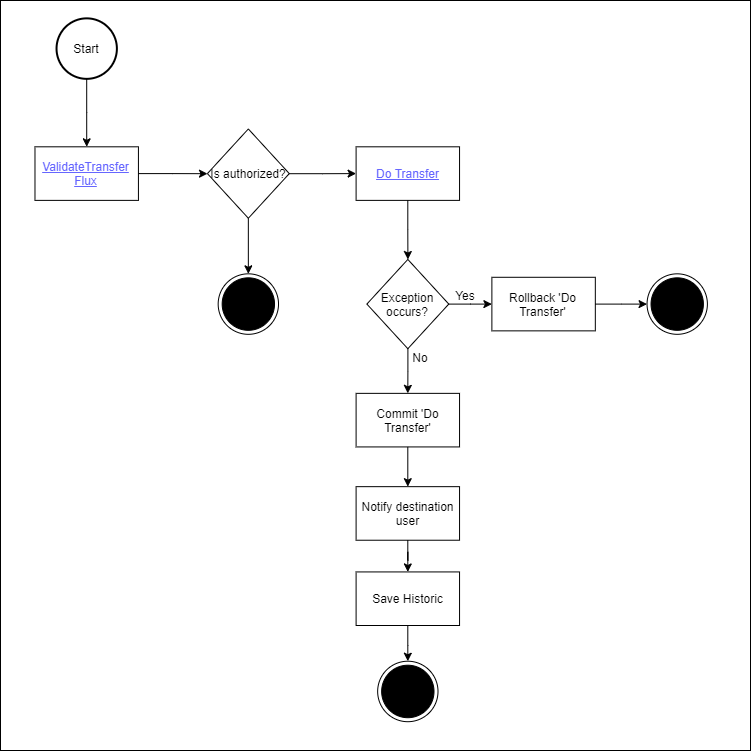 Start
ValidateTransfer
Flux
Is authorized?
Do Transfer
Exception
occurs?
Yes
Rollback 'Do
Transfer'
No
Commit 'Do
Transfer'
Notify destination
user
Save Historic